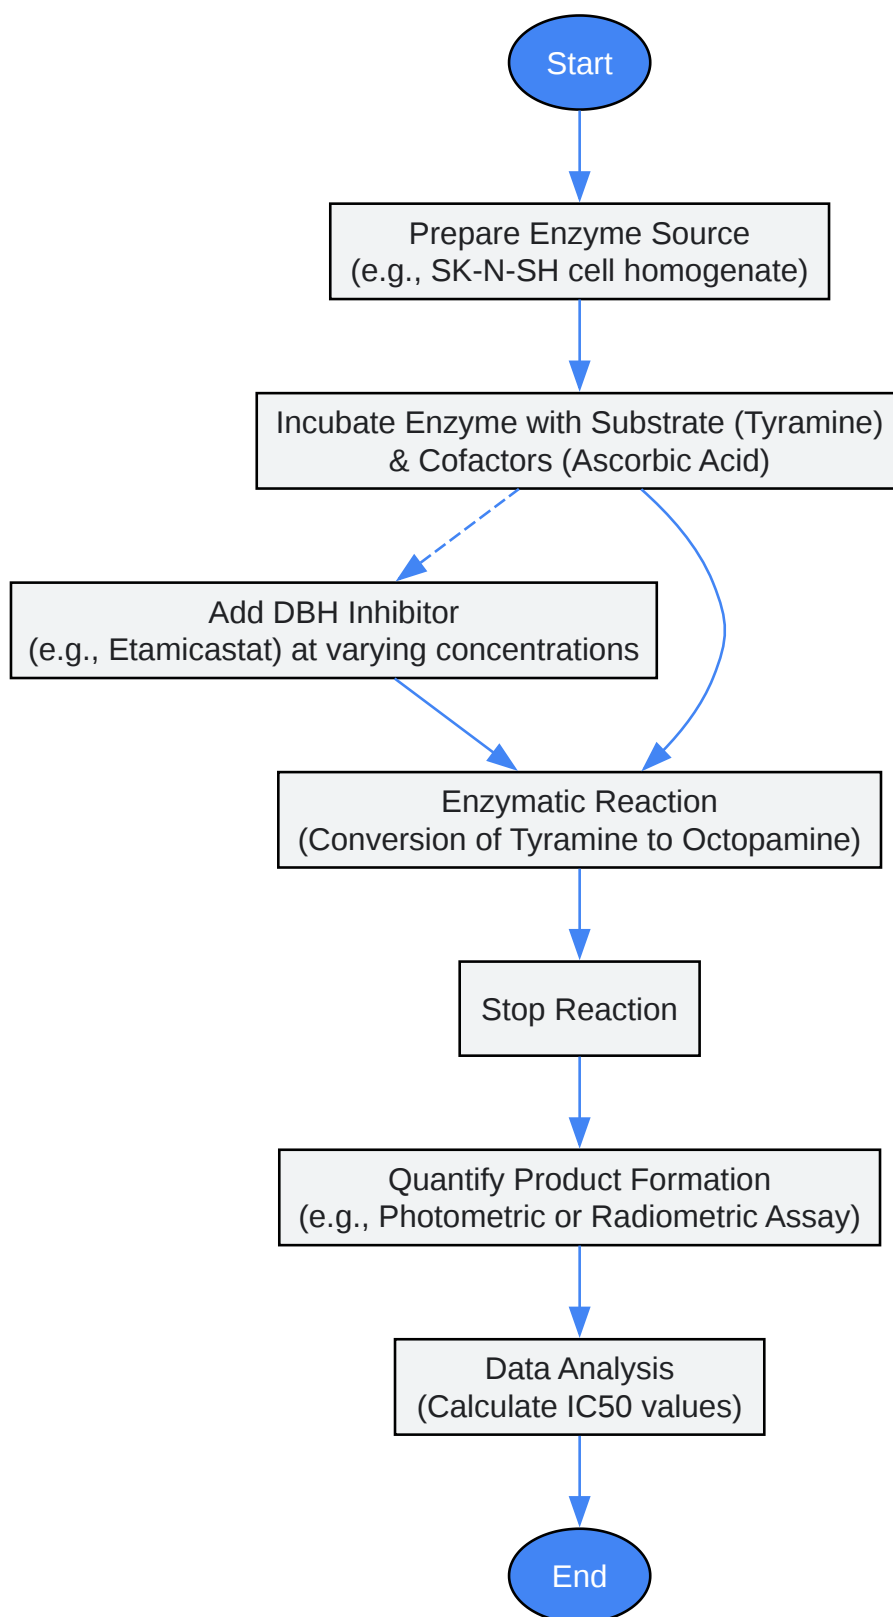 Start
Prepare Enzyme Source
(e.g., SK-N-SH cell homogenate)
Incubate Enzyme with Substrate (Tyramine)
& Cofactors (Ascorbic Acid)
Add DBH Inhibitor
(e.g., Etamicastat) at varying concentrations
Enzymatic Reaction
(Conversion of Tyramine to Octopamine)
Stop Reaction
Quantify Product Formation
(e.g., Photometric or Radiometric Assay)
Data Analysis
(Calculate IC50 values)
End